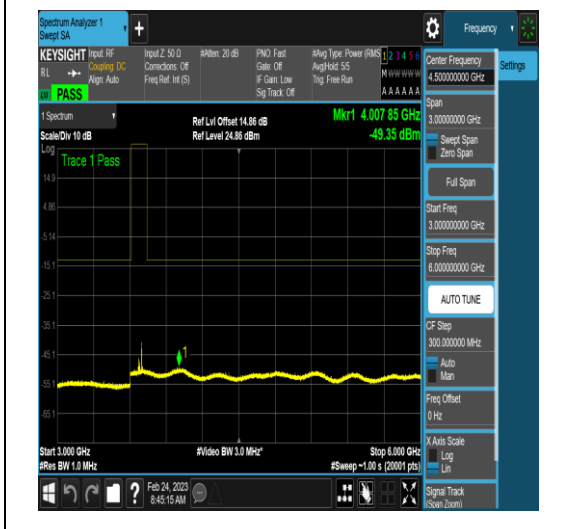 Spectrum Analyzer 1
Swept SA
+
Frequency
KEYSIGHT
RL
PASS
Input: RF
Coupling: DC
Align: Auto
Input Z: 50 Ω
Corrections: Off
Freq Ref: Int (S)
#Atten: 20 dB
PNO: Fast
Gate: Off
IF Gain: Low
Sig Track: Off
#Avg Type: Power (RMS
Avg|Hold: 5/5
Trig: Free Run
1 2 3 4 5 6
M W W W W W
A A A A A A
1 Spectrum
Scale/Div 10 dB
Ref Lvl Offset 14.86 dB
Ref Level 24.86 dBm
Mkr1 4.007 85 GHz
-49.35 dBm
Log
Trace 1 Pass
14.9
4.86
-5.14
-15.1
-25.1
-35.1
-45.1
-55.1
-65.1
1
Start 3.000 GHz
#Res BW 1.0 MHz
#Video BW 3.0 MHz*
Stop 6.000 GHz
#Sweep ~1.00 s (20001 pts)
Feb 24, 2023
8:45:15 AM
?
Center Frequency
4.500000000 GHz
Settings
Span
3.00000000 GHz
Swept Span
Zero Span
Full Span
Start Freq
3.000000000 GHz
Stop Freq
6.000000000 GHz
AUTO TUNE
CF Step
300.000000 MHz
Auto
Man
Freq Offset
0 Hz
X Axis Scale
Log
Lin
Signal Track
(Span Zoom)